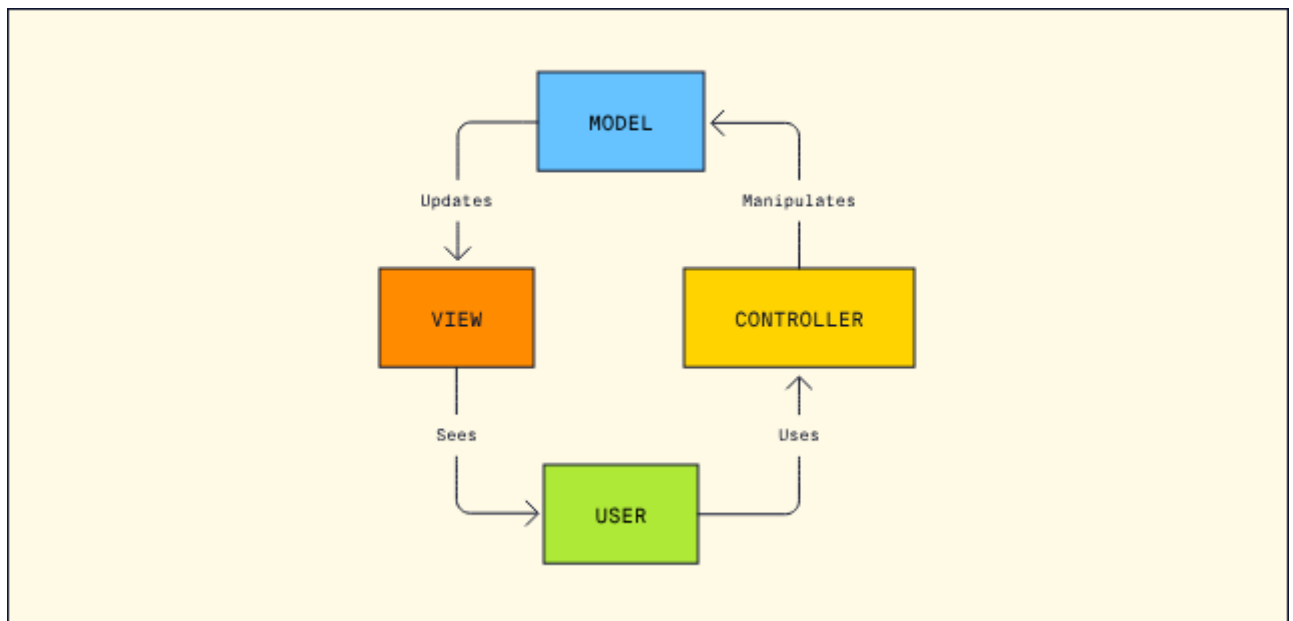 MODEL
Updates
Manipulates
VIEW
CONTROLLER
Sees
Uses
USER